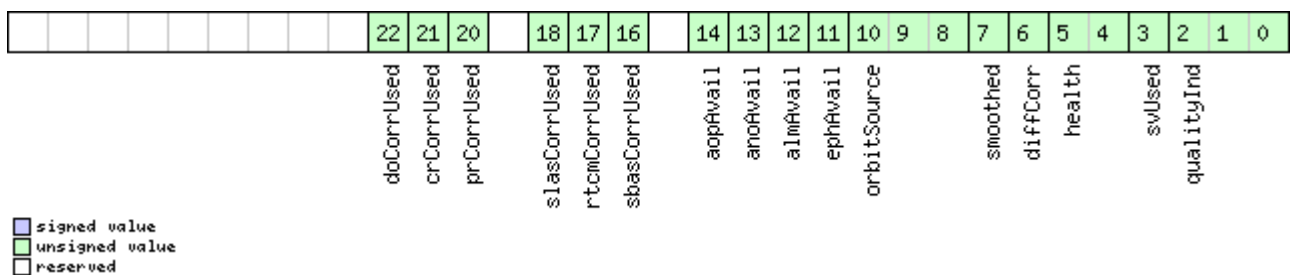 22 21 20 18 17 16 14 13 12 11 10 9 8 7 6 5 4 3 2 1 0
doCorrUsed
crCorrUsed
prCorrUsed
slasCorrUsed
rtcmCorrUsed
sbasCorrUsed
aopAvail
anoAvail
almAvail
ephAvail
orbitSource
smoothed
diffCorr
health
svUsed
qualityInd
signed value
unsigned value
reserved